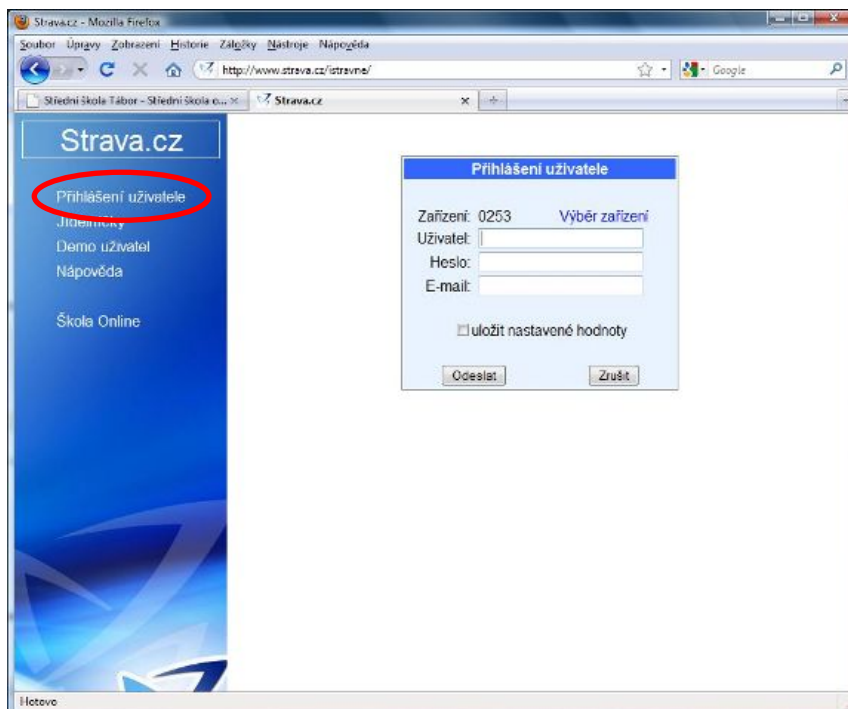 Strava.cz - Mozilla Firefox
Soubor Úpravy Zobrazení Historie Záložky Nástroje Nápověda
http://www.strava.cz/istravne/
Google
Střední škola Tábor - Střední škola o...
Strava.cz
Strava.cz
Přihlášení uživatele
Jídelníčky
Demo uživatel
Nápověda
Škola Online
Přihlášení uživatele
Zařízení: 0253 Výběr zařízení
Uživatel:
Heslo:
E-mail:
uložit nastavené hodnoty
Odeslat Zrušit
Hotovo